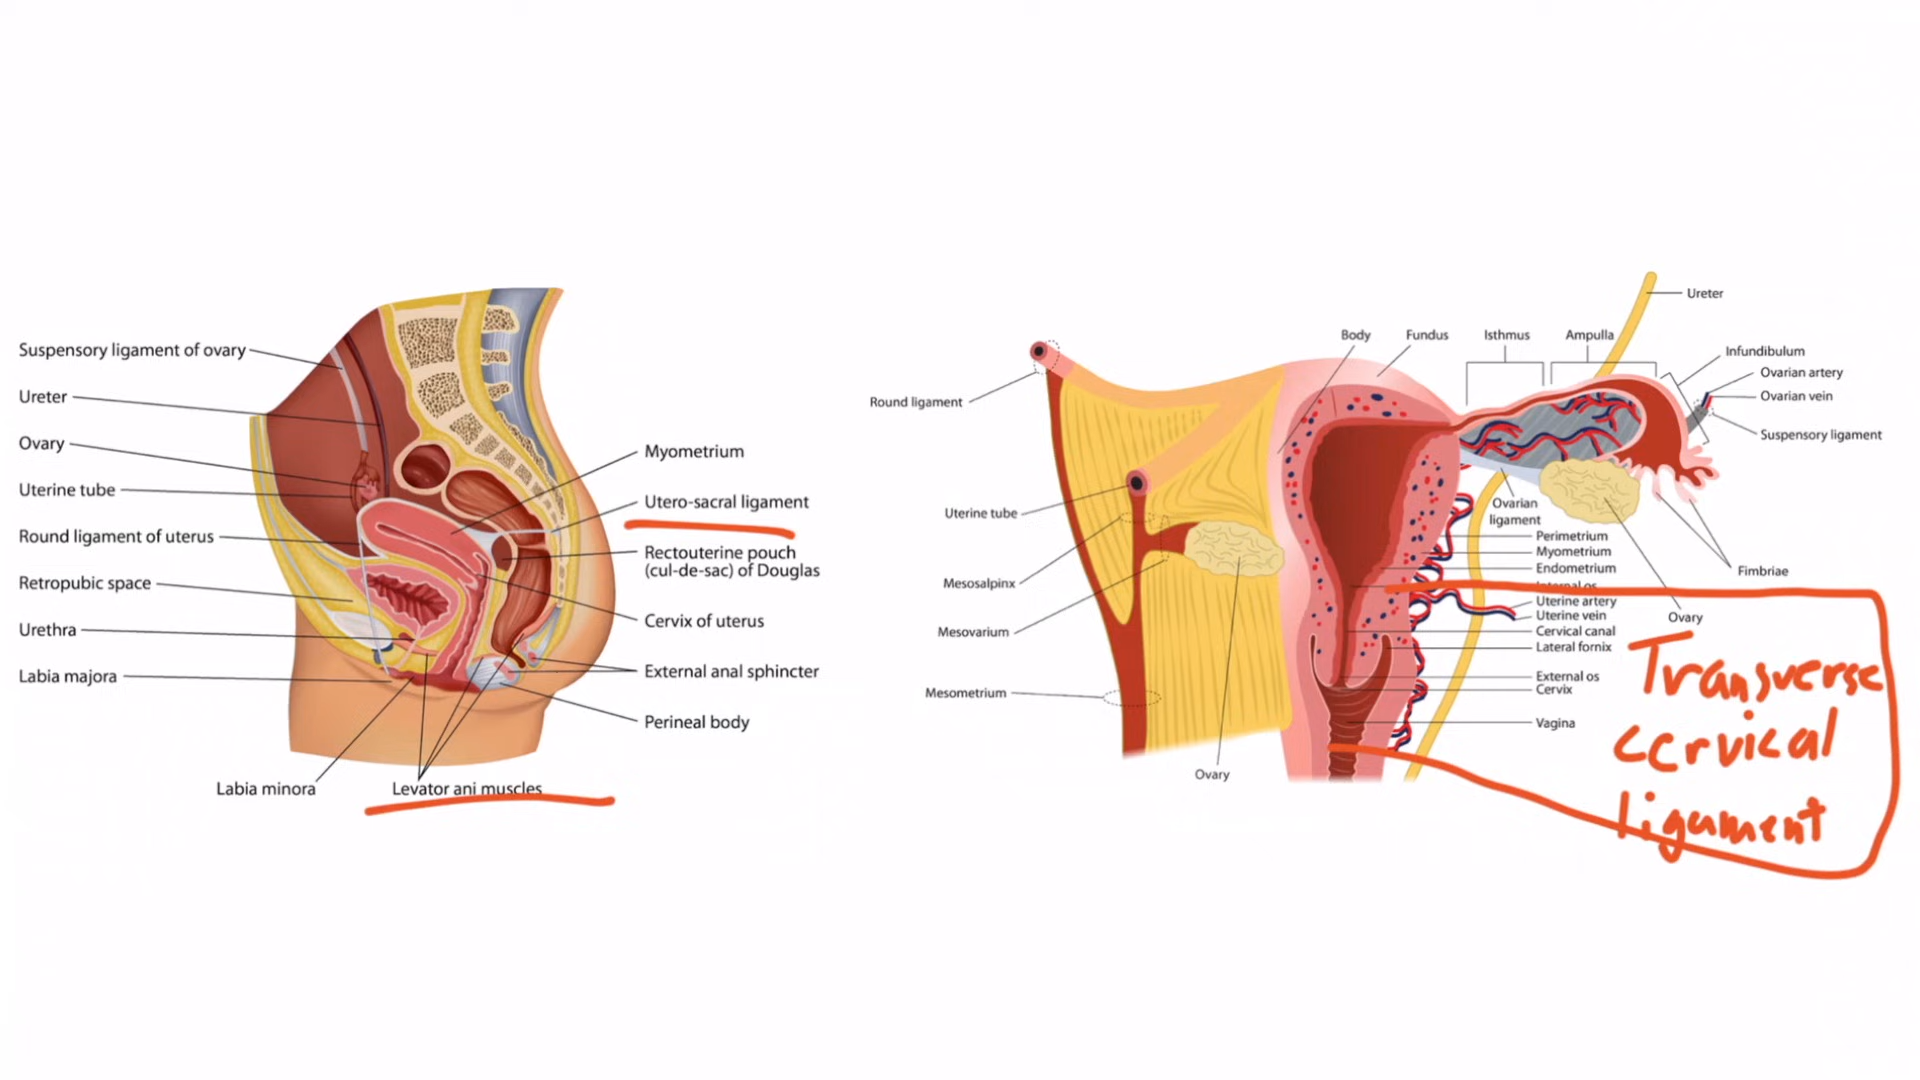 Suspensory ligament of ovary
Ureter
Ovary
Uterine tube
Round ligament of uterus
Retropubic space
Urethra
Labia majora
Labia minora
Levator ani muscles
Myometrium
Utero-sacral ligament
Rectouterine pouch
(cul-de-sac) of Douglas
Cervix of uterus
External anal sphincter
Perineal body
Round ligament
Uterine tube
Mesosalpinx
Mesovarium
Mesometrium
Ovary
Body
Fundus
Isthmus
Ampulla
Ureter
Infundibulum
Ovarian artery
Ovarian vein
Suspensory ligament
Ovarian
ligament
Perimetrium
Myometrium
Endometrium
Internal os
Uterine artery
Uterine vein
Cervical canal
Lateral fornix
External os
Cervix
Vagina
Fimbriae
Ovary
Transverse
cervical
ligament